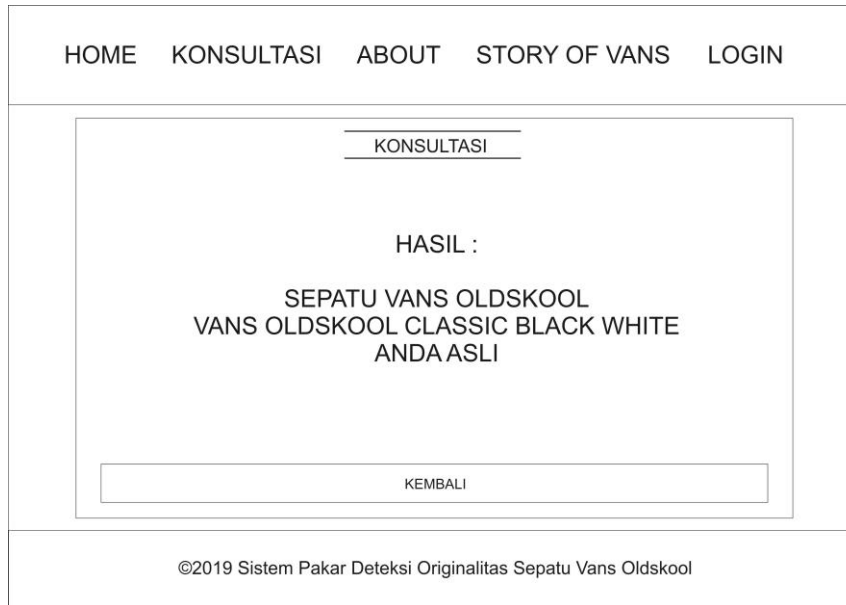 HOME KONSULTASI ABOUT STORY OF VANS LOGIN
KONSULTASI
HASIL :
SEPATU VANS OLDSKOOL
VANS OLDSKOOL CLASSIC BLACK WHITE
ANDA ASLI
KEMBALI
©2019 Sistem Pakar Deteksi Originalitas Sepatu Vans Oldskool